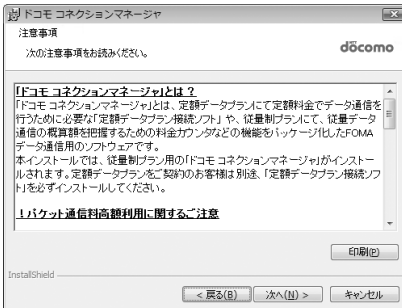 ドコモ コネクションマネージャ
注意事項
次の注意事項をお読みください。
döcomo
「ドコモ コネクションマネージャ」とは？
「ドコモ コネクションマネージャ」とは、定額データプランにて定額料金でデータ通信を
行うために必要な「定額データプラン接続ソフト」 や、従量制プランにて、従量データ
通信の概算額を把握するための料金カウンタなどの機能をパッケージ化したFOMA
データ通信用のソフトウェアです。
本インストールでは、従量制プラン用の「ドコモ コネクションマネージャ」がインストー
ルされます。定額データプランをご契約のお客様は別途、「定額データプラン接続ソフ
ト」を必ずインストールしてください。
！パケット通信料高額利用に関するご注意
印刷(P)
InstallShield
< 戻る(B)
次へ(N) >
キャンセル